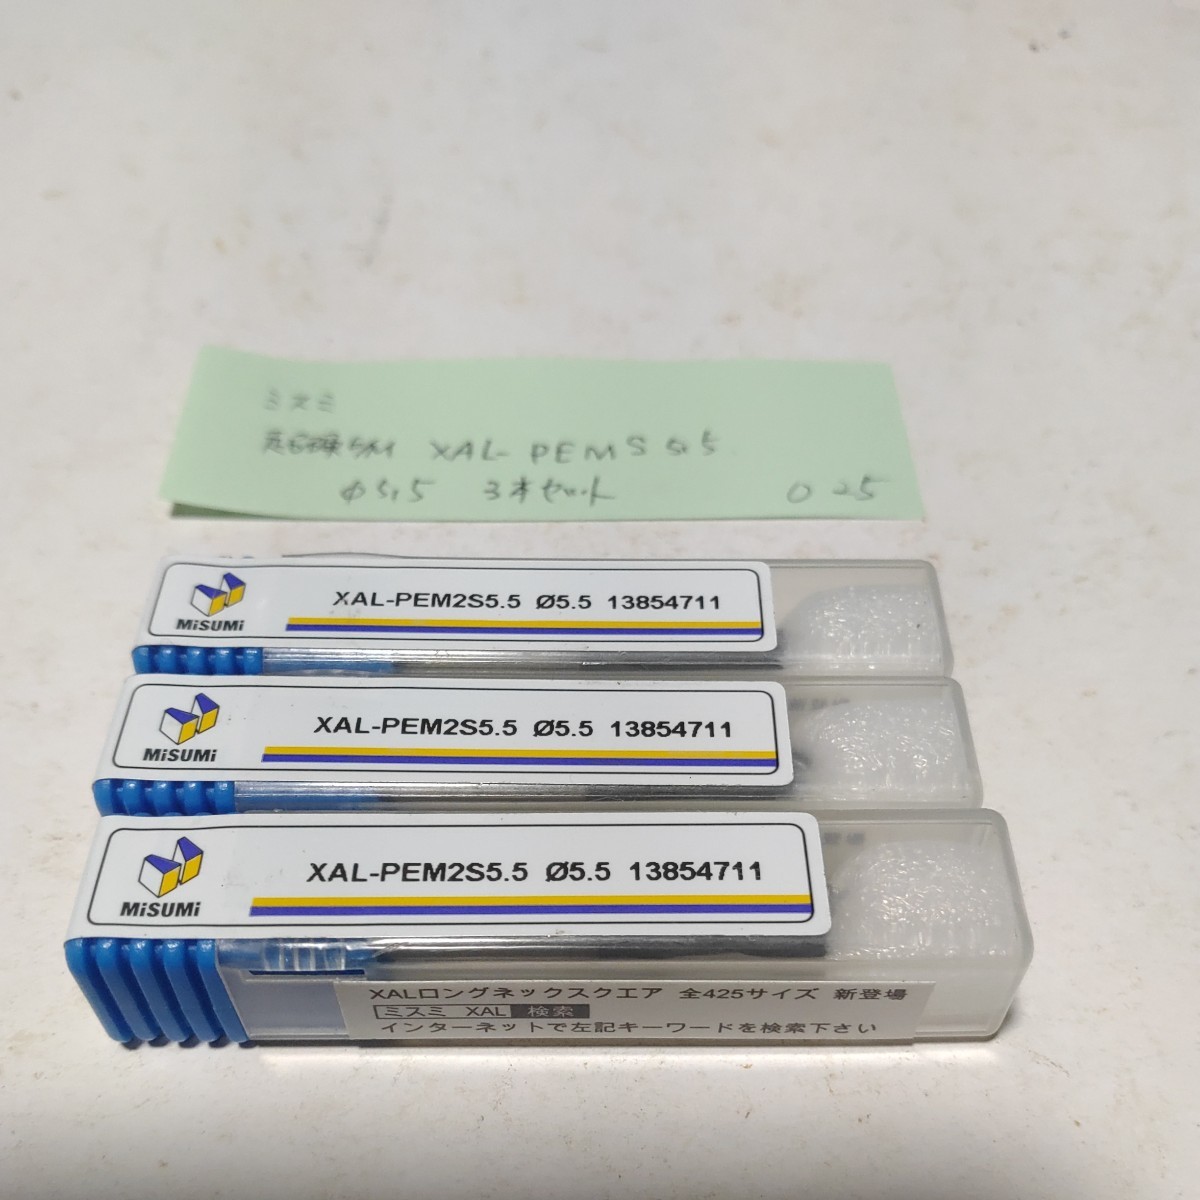 ミスミ
XAL-PEMS5.5
φ5.5 3本セット 025
XAL-PEM2S5.5 Ø5.5 13854711
MiSUMi
XAL-PEM2S5.5 Ø5.5 13854711
MiSUMi
XAL-PEM2S5.5 Ø5.5 13854711
MiSUMi
XALロングネックスクエア 全425サイズ 新登場
ミスミ XAL 検索
インターネットで左記キーワードを検索下さい